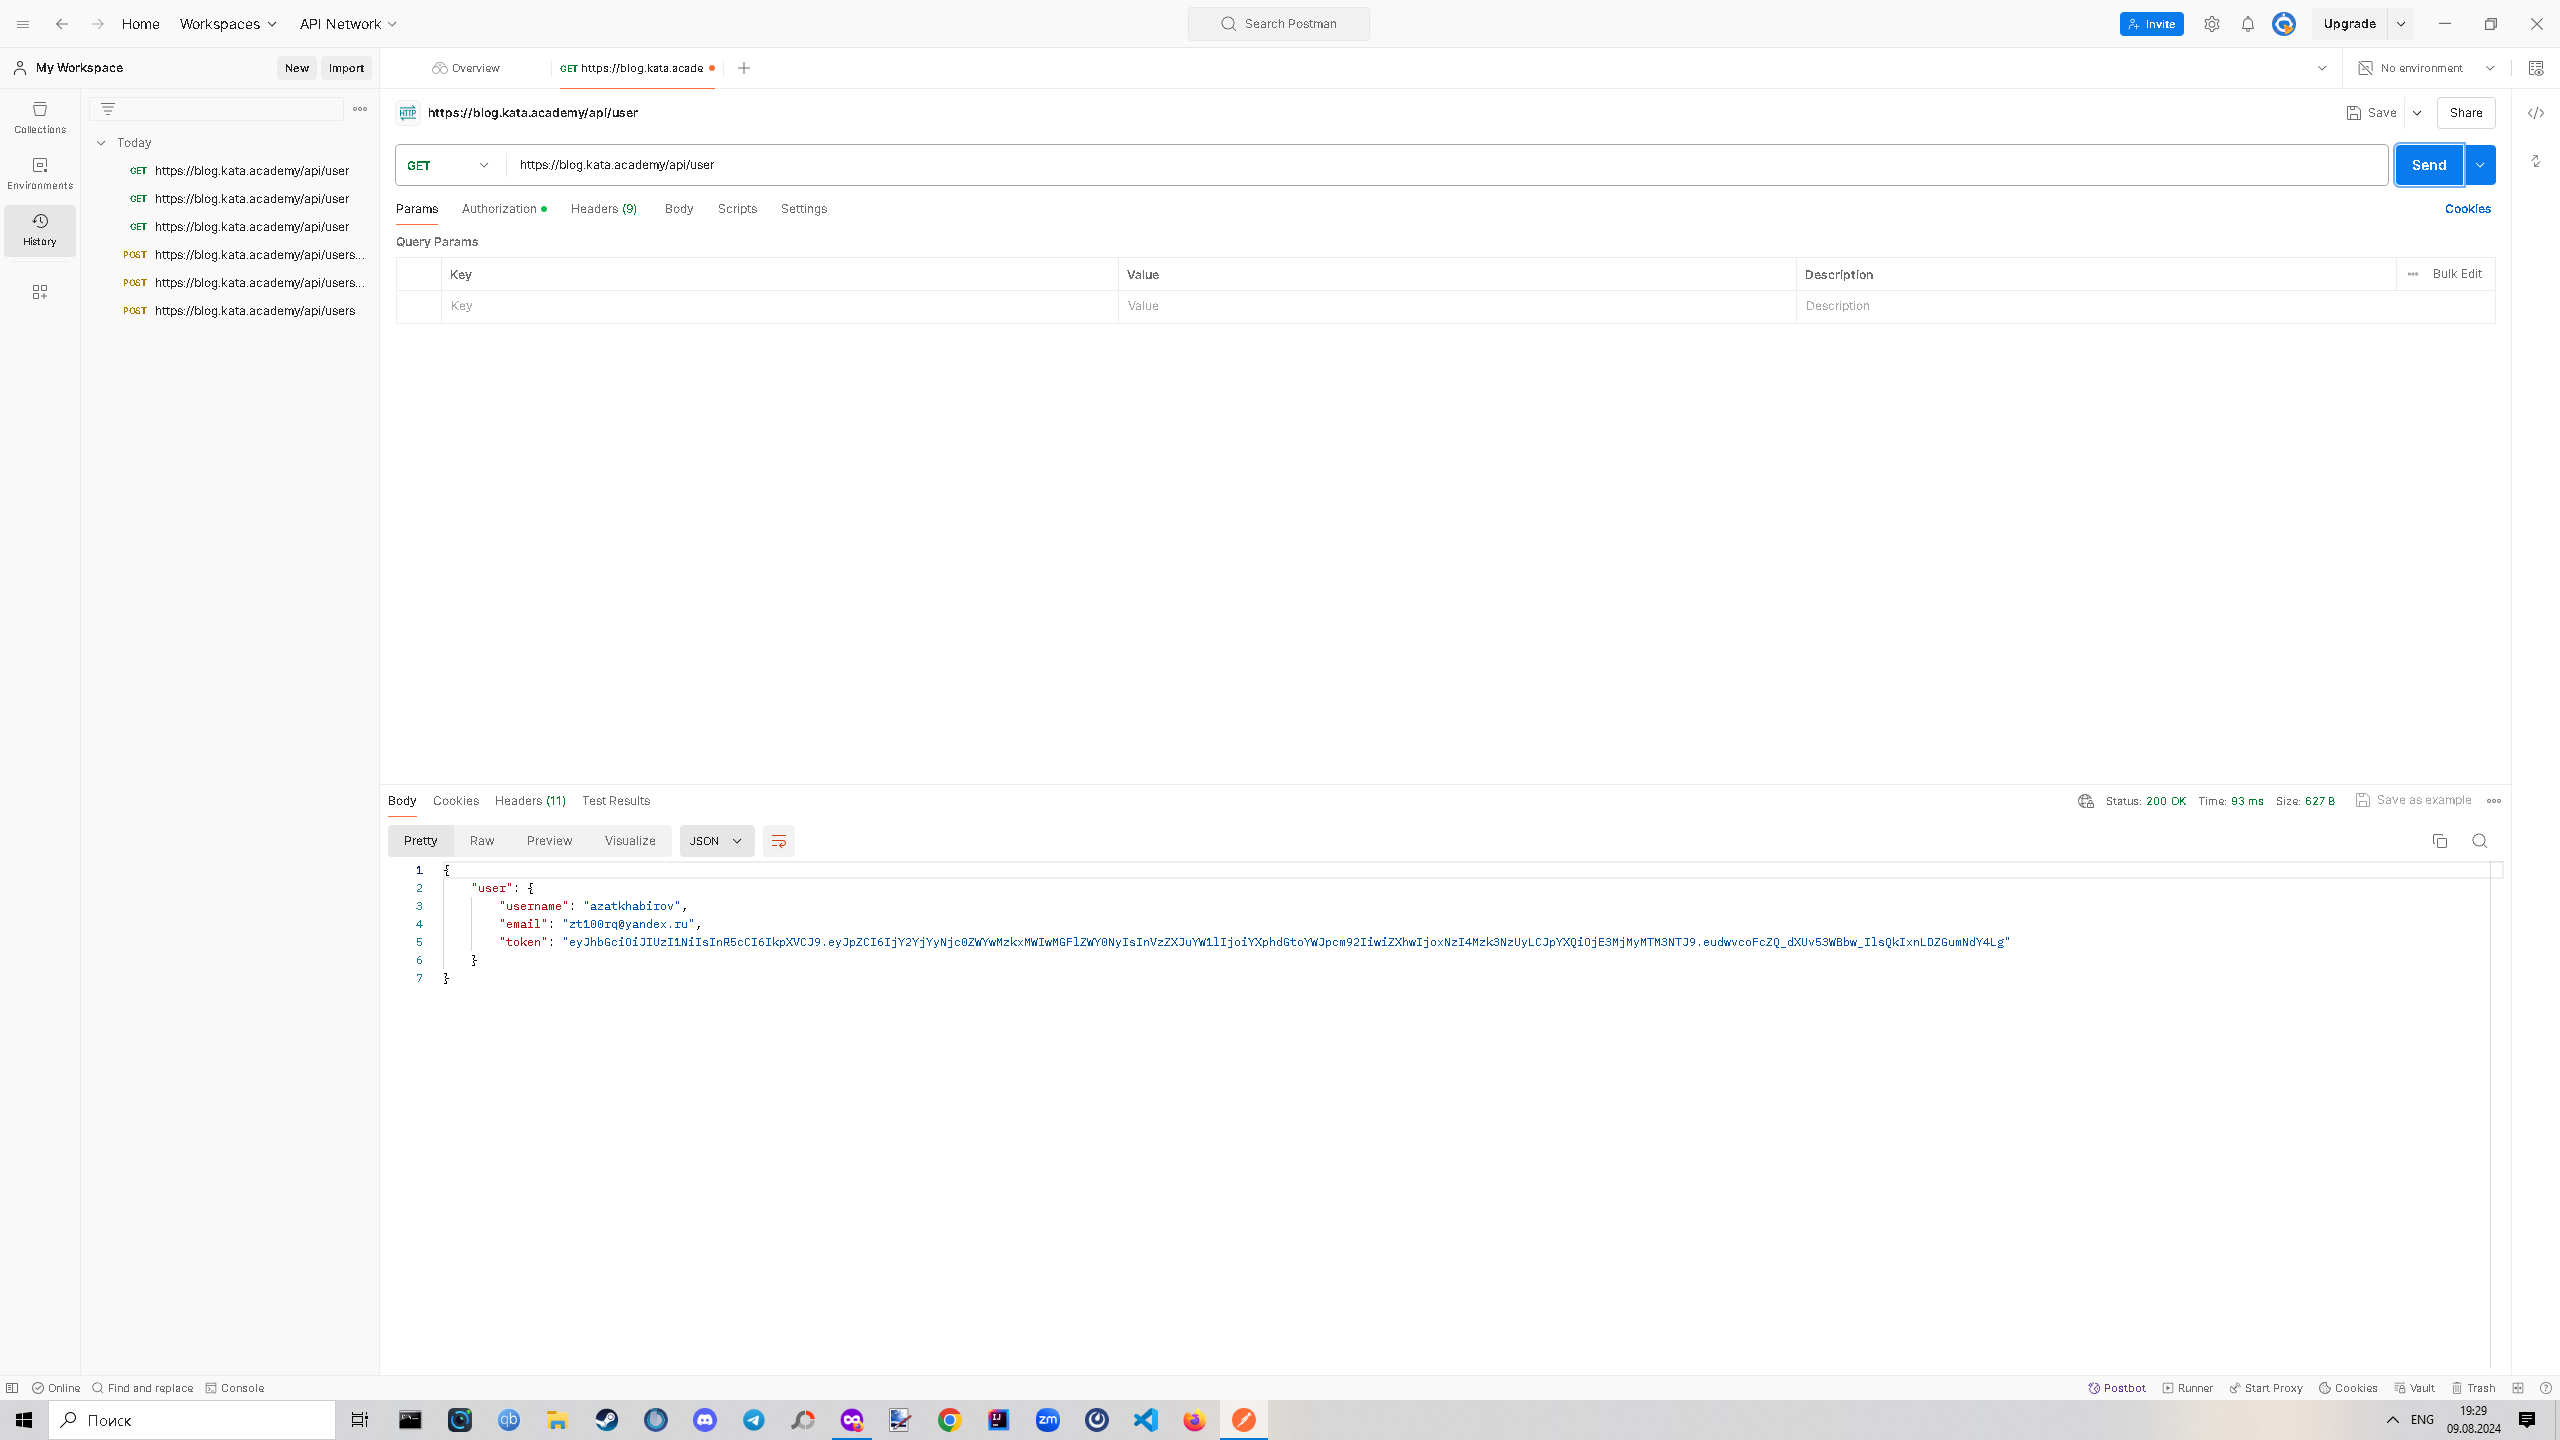 Home Workspaces API Network Search Postman Invite Upgrade
My Workspace New Import Overview GET https://blog.kata.acade No environment
Collections
Environments
History
Today
GET https://blog.kata.academy/api/user
GET https://blog.kata.academy/api/user
GET https://blog.kata.academy/api/user
POST https://blog.kata.academy/api/users...
POST https://blog.kata.academy/api/users...
POST https://blog.kata.academy/api/users
HTTP https://blog.kata.academy/api/user Save Share
GET https://blog.kata.academy/api/user Send
Params Authorization Headers (9) Body Scripts Settings Cookies
Query Params
Key Value Description Bulk Edit
Key Value Description
Body Cookies Headers (11) Test Results Status: 200 OK Time: 93 ms Size: 627 B Save as example
Pretty Raw Preview Visualize JSON
1 {
2 "user": {
3 "username": "azatkhabirov",
4 "email": "zt100rq@yandex.ru",
5 "token": "eyJhbGciOiJIUzI1NiIsInR5cCI6IkpXVCJ9.eyJpZCI6IjY2YjYyNjc0ZWYwMzkxMWIwMGFlZWY0NyIsInVzZXJuYW1lIjoiYXphdGtoYWJpcm92IiwiZXhwIjoxNzI4Mzk3NzUyLCJpYXQiOjE3MjMyMTM3NTJ9.eudwvcoFcZQ_dXUv53WBbw_IlsQkIxnLDZGumNdY4Lg"
6 }
7 }
Online Find and replace Console Postbot Runner Start Proxy Cookies Vault Trash
Поиск qb zm ENG 19:29
09.08.2024